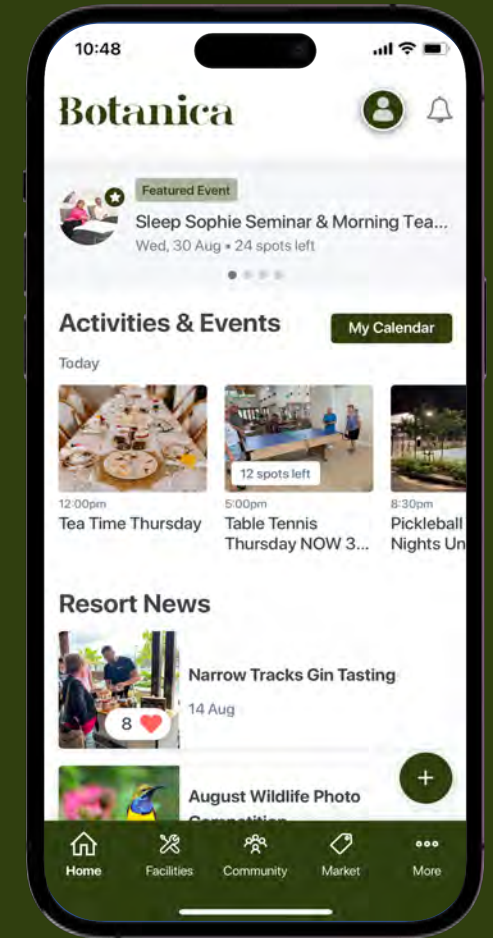 10:48
Botanica
Featured Event
Sleep Sophie Seminar & Morning Tea...
Wed, 30 Aug • 24 spots left
Activities & Events
My Calendar
Today
12 spots left
12:00pm
Tea Time Thursday
5:00pm
Table Tennis
Thursday NOW 3...
8:30pm
Pickleball
Nights Un
Resort News
Narrow Tracks Gin Tasting
14 Aug
8
August Wildlife Photo
Competition
+
Home
Facilities
Community
Market
More